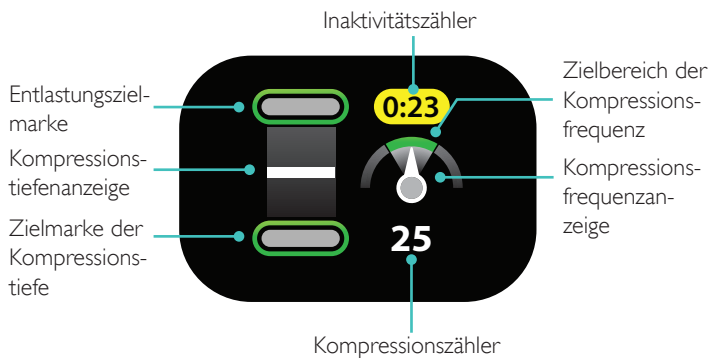 Inaktivitätszähler
Entlastungsziel-
marke
Kompressions-
tiefenanzeige
Zielmarke der
Kompressions-
tiefe
0:23
25
Zielbereich der
Kompressions-
frequenz
Kompressions-
frequenzan-
zeige
Kompressionszähler